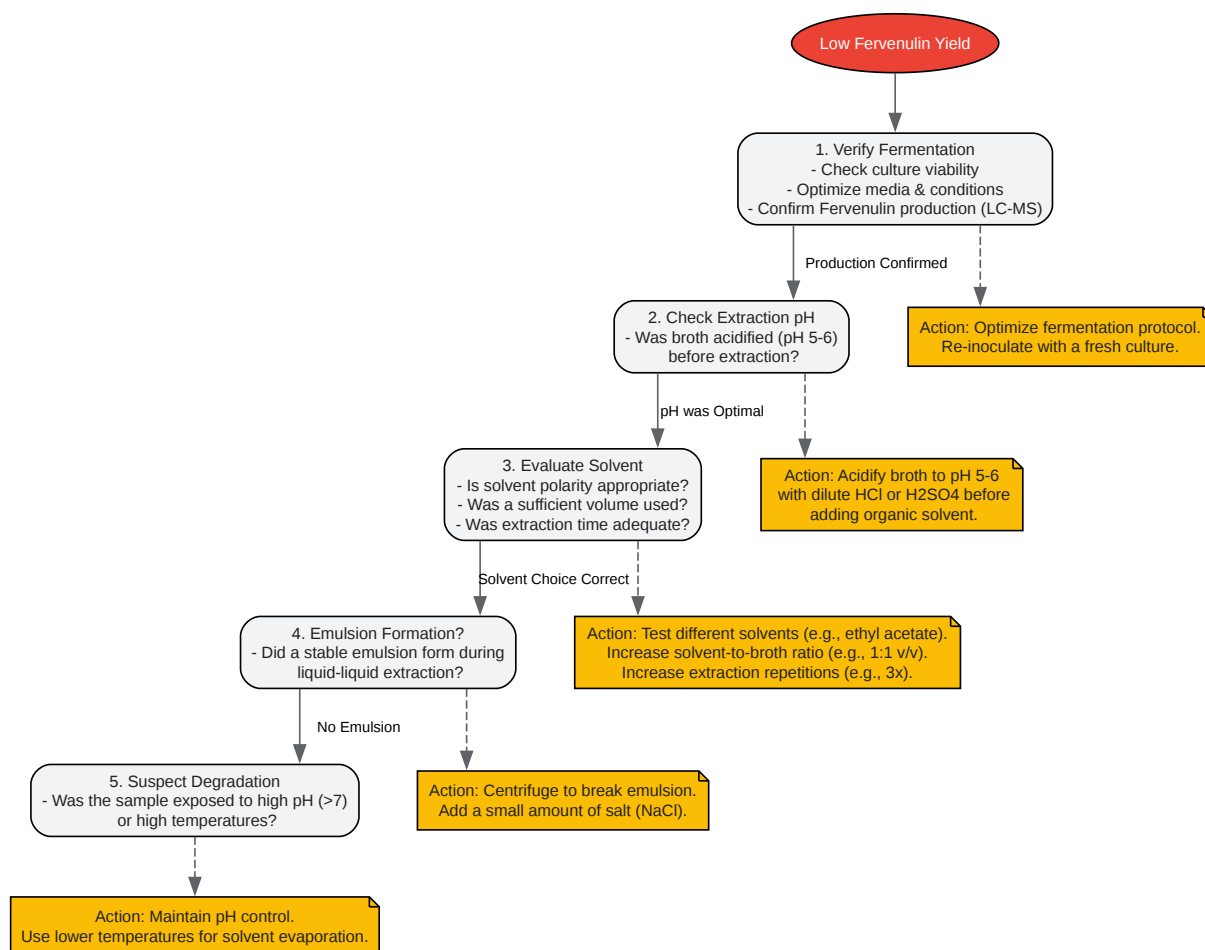 Low Fervenulin Yield
1. Verify Fermentation
- Check culture viability
- Optimize media & conditions
- Confirm Fervenulin production (LC-MS)
Production Confirmed
2. Check Extraction pH
- Was broth acidified (pH 5-6)
before extraction?
Action: Optimize fermentation protocol.
Re-inoculate with a fresh culture.
pH was Optimal
3. Evaluate Solvent
- Is solvent polarity appropriate?
- Was a sufficient volume used?
- Was extraction time adequate?
Action: Acidify broth to pH 5-6
with dilute HCl or H2SO4 before
adding organic solvent.
Solvent Choice Correct
4. Emulsion Formation?
- Did a stable emulsion form during
liquid-liquid extraction?
Action: Test different solvents (e.g., ethyl acetate).
Increase solvent-to-broth ratio (e.g., 1:1 v/v).
Increase extraction repetitions (e.g., 3x).
No Emulsion
5. Suspect Degradation
- Was the sample exposed to high pH (>7)
or high temperatures?
Action: Centrifuge to break emulsion.
Add a small amount of salt (NaCl).
Action: Maintain pH control.
Use lower temperatures for solvent evaporation.